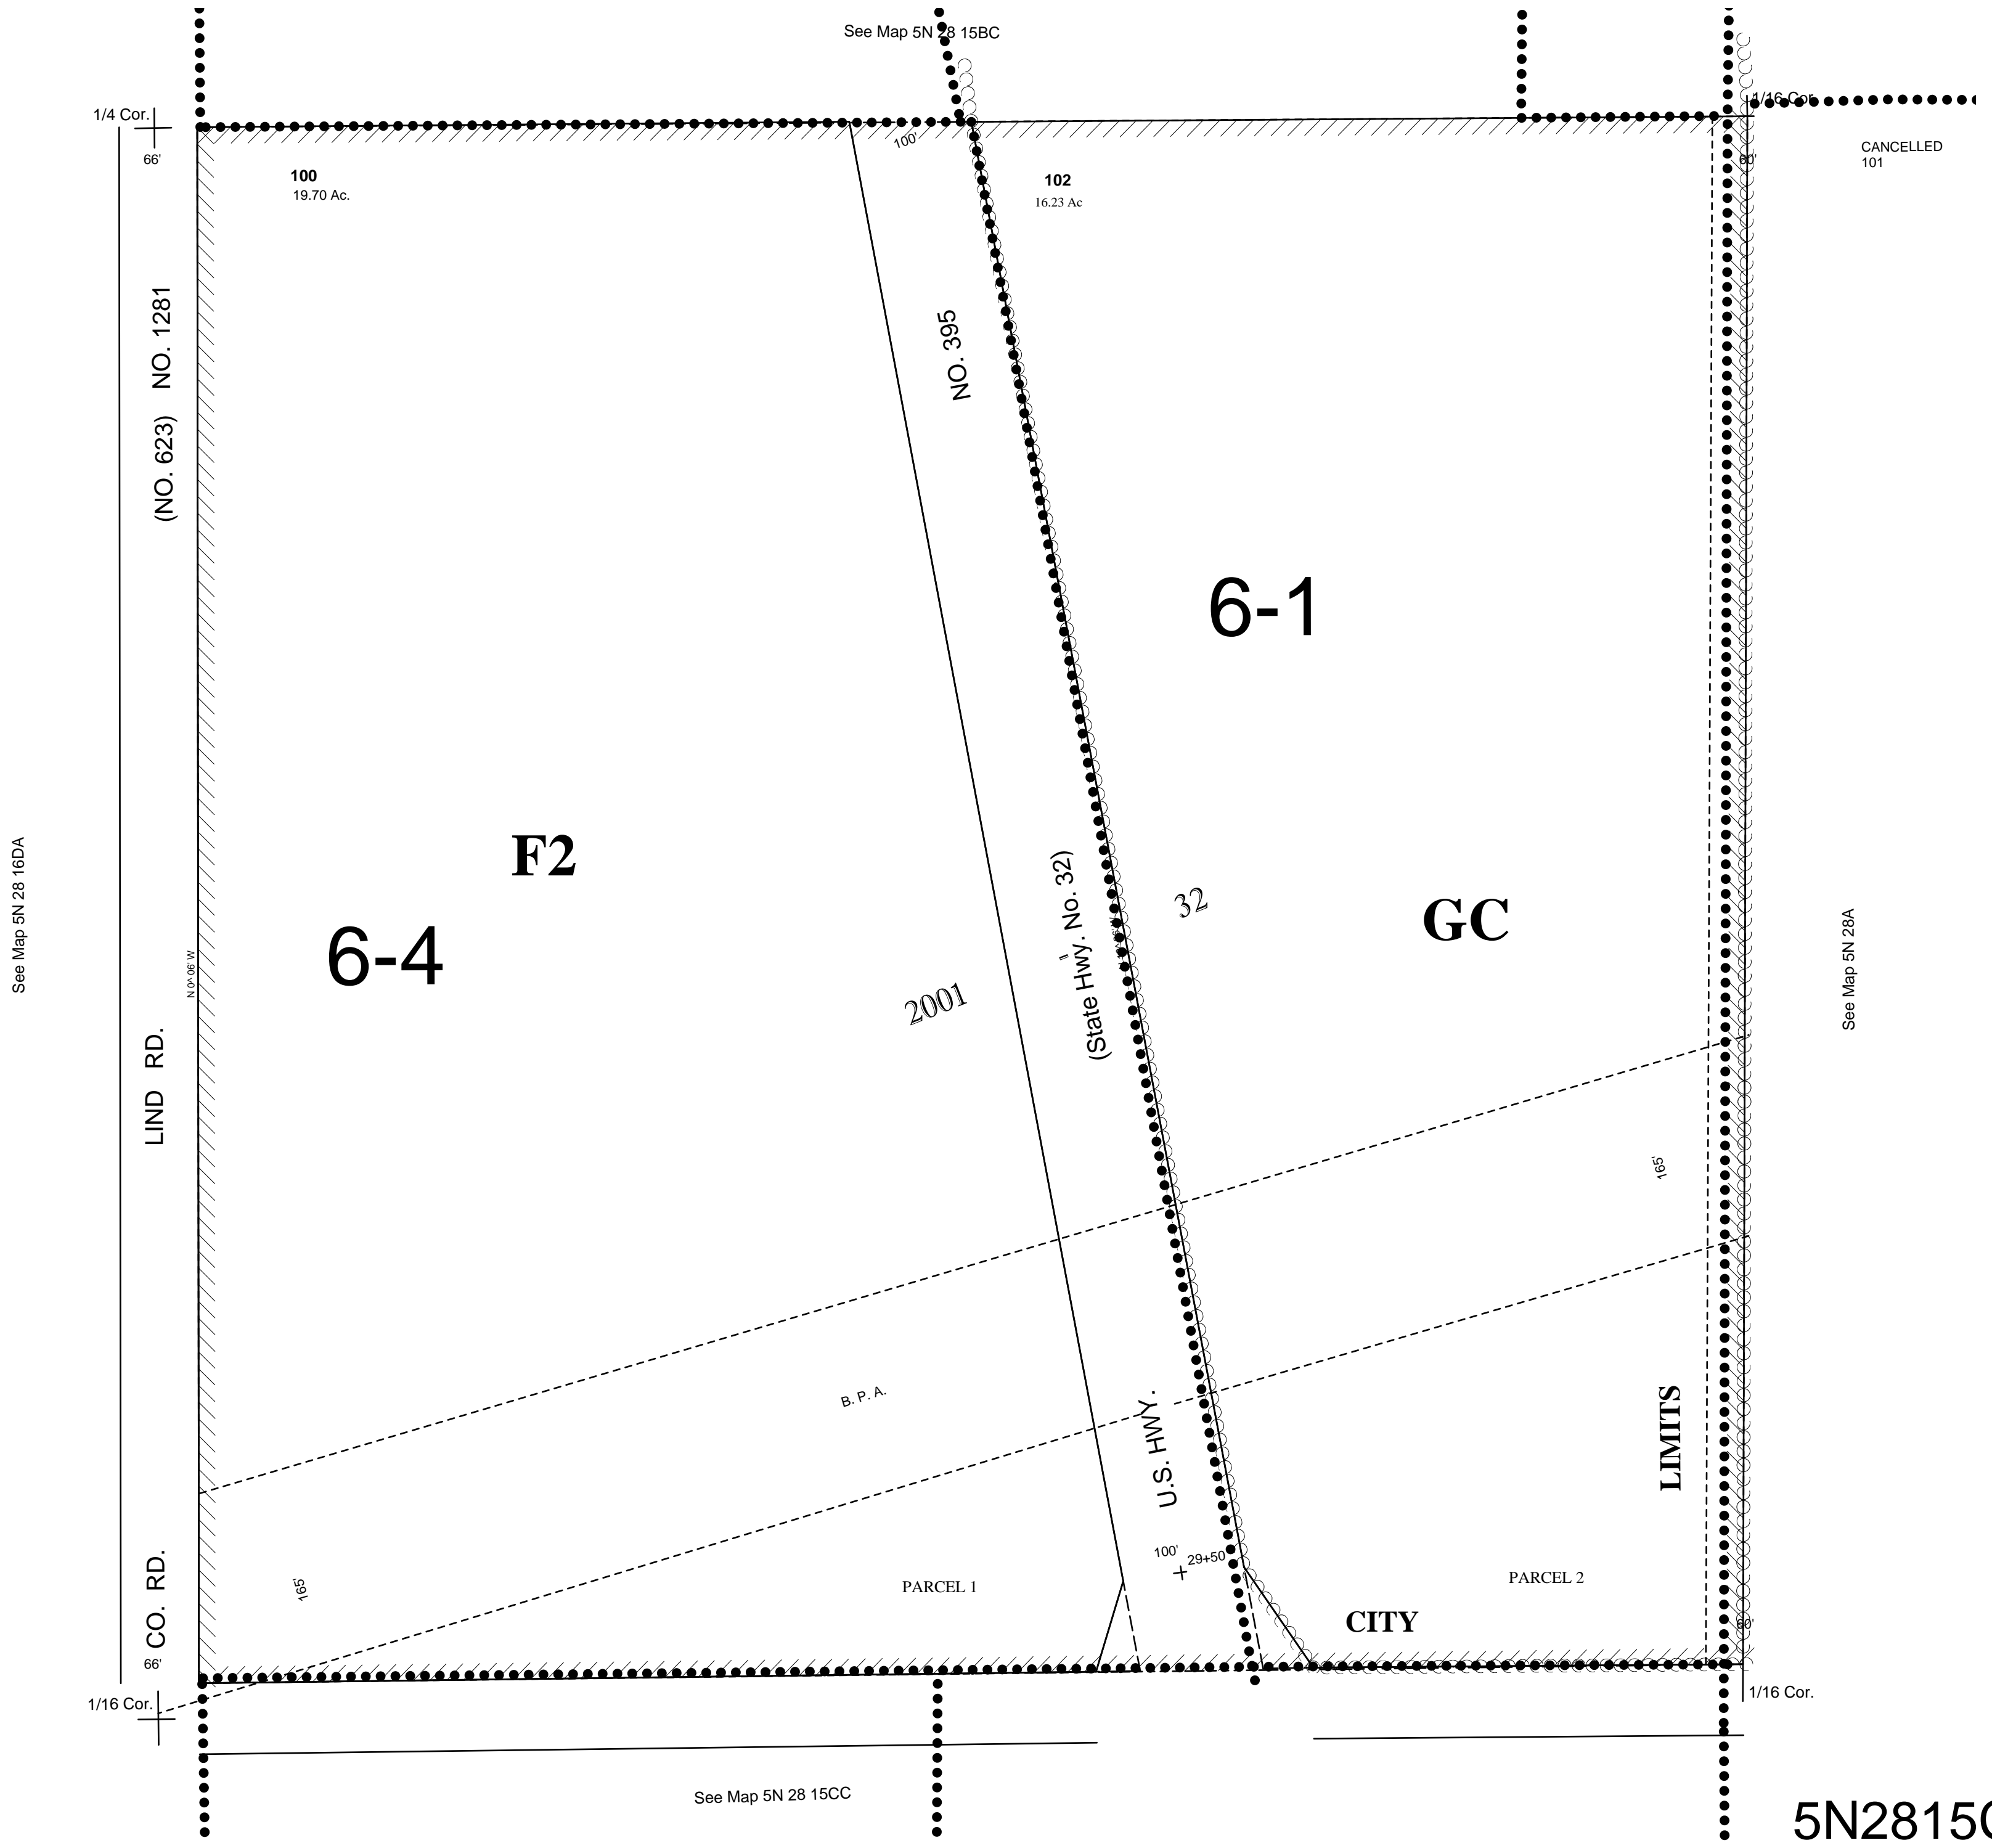 See Map 5N 28 15BC
1/4 Cor.
1/16 Cor.
66'
100'
60'
CANCELLED
101
100
19.70 Ac.
102
16.23 Ac
(NO. 623) NO. 1281
NO. 395
6-1
F2
6-4
See Map 5N 28 16DA
N 0^ 06' W
2001
(State Hwy. No. 32)
32
GC
See Map 5N 28A
LIND RD.
165'
B. P. A.
U.S. HWY.
LIMITS
100'
29+50
PARCEL 1
PARCEL 2
165'
CO. RD.
CITY
60'
66'
1/16 Cor.
1/16 Cor.
See Map 5N 28 15CC
5N2815